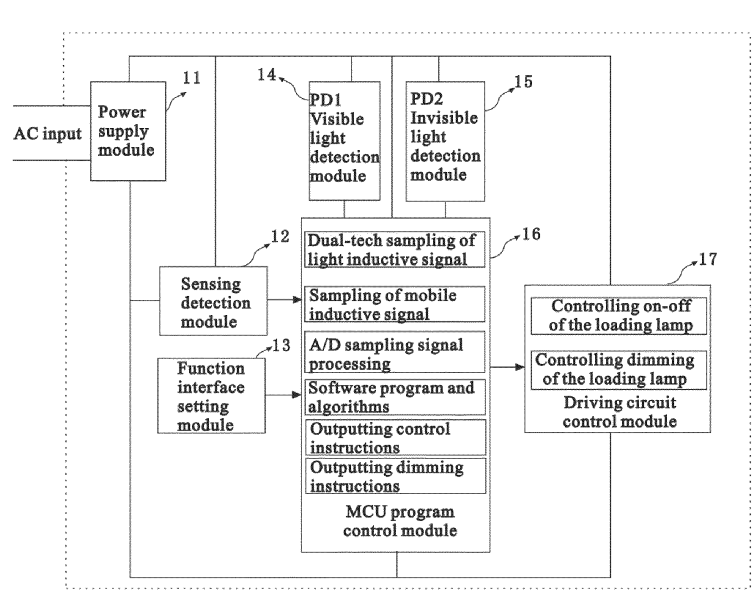 11
Power
supply
module
AC input
14
PD1
Visible
light
detection
module
PD2
Invisible
light
detection
module
15
12
Sensing
detection
module
13
Function
interface
setting
module
16
Dual-tech sampling of
light inductive signal
Sampling of mobile
inductive signal
A/D sampling signal
processing
Software program and
algorithms
Outputting control
instructions
Outputting dimming
instructions
MCU program
control module
17
Controlling on-off
of the loading lamp
Controlling dimming
of the loading lamp
Driving circuit
control module